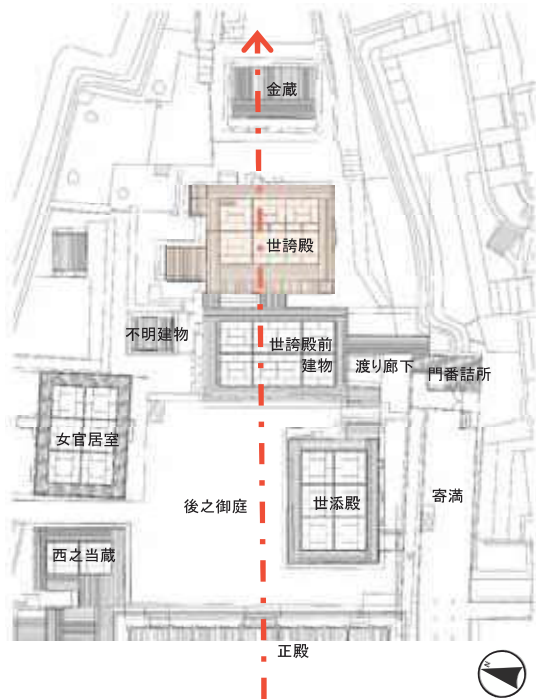 金蔵
世誇殿
不明建物
世誇殿前
建物
渡り廊下
門番詰所
女官居室
後之御庭
世添殿
寄満
西之当蔵
正殿
N